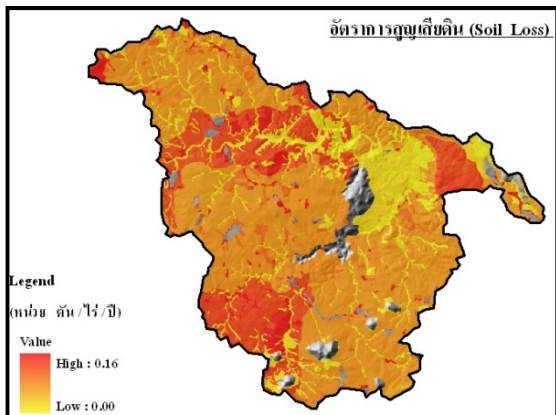 อัตราการสูญเสียดิน (Soil Loss)
Legend
(หน่วย ตัน/ไร่/ปี)
Value
High : 0.16
Low : 0.00